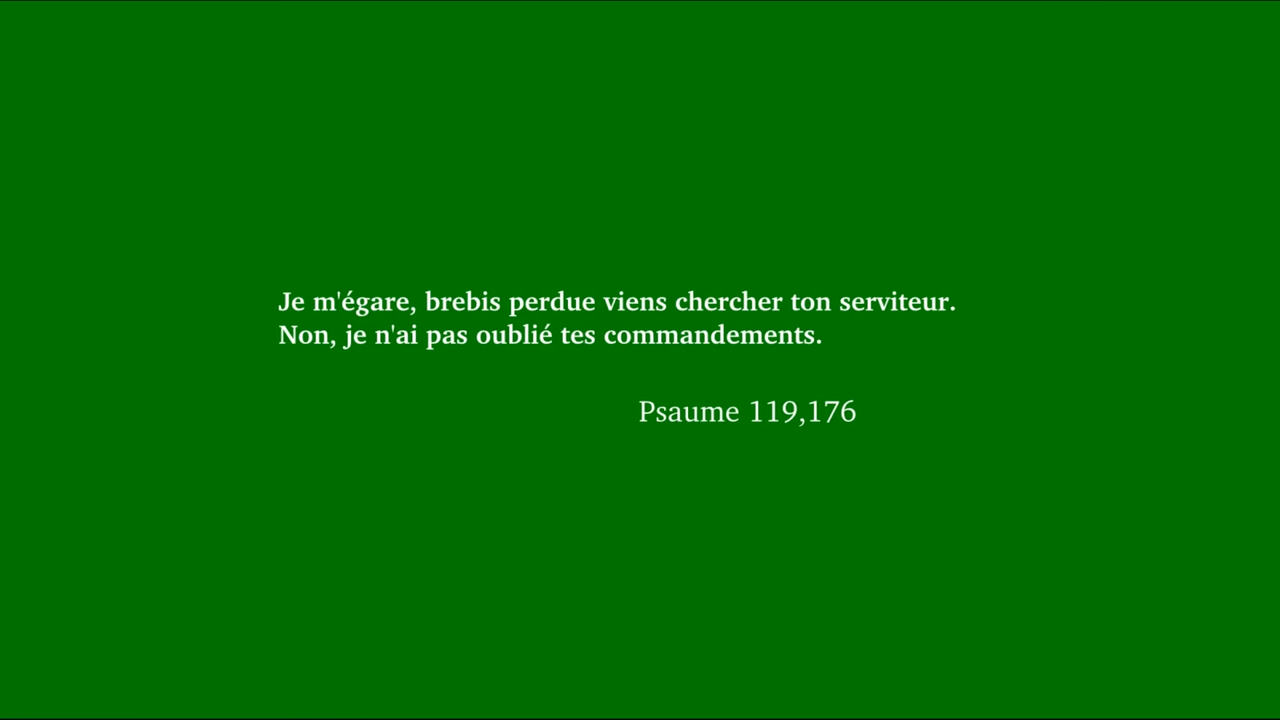 Je m'égare, brebis perdue viens chercher ton serviteur.
Non, je n'ai pas oublié tes commandements.
Psaume 119,176